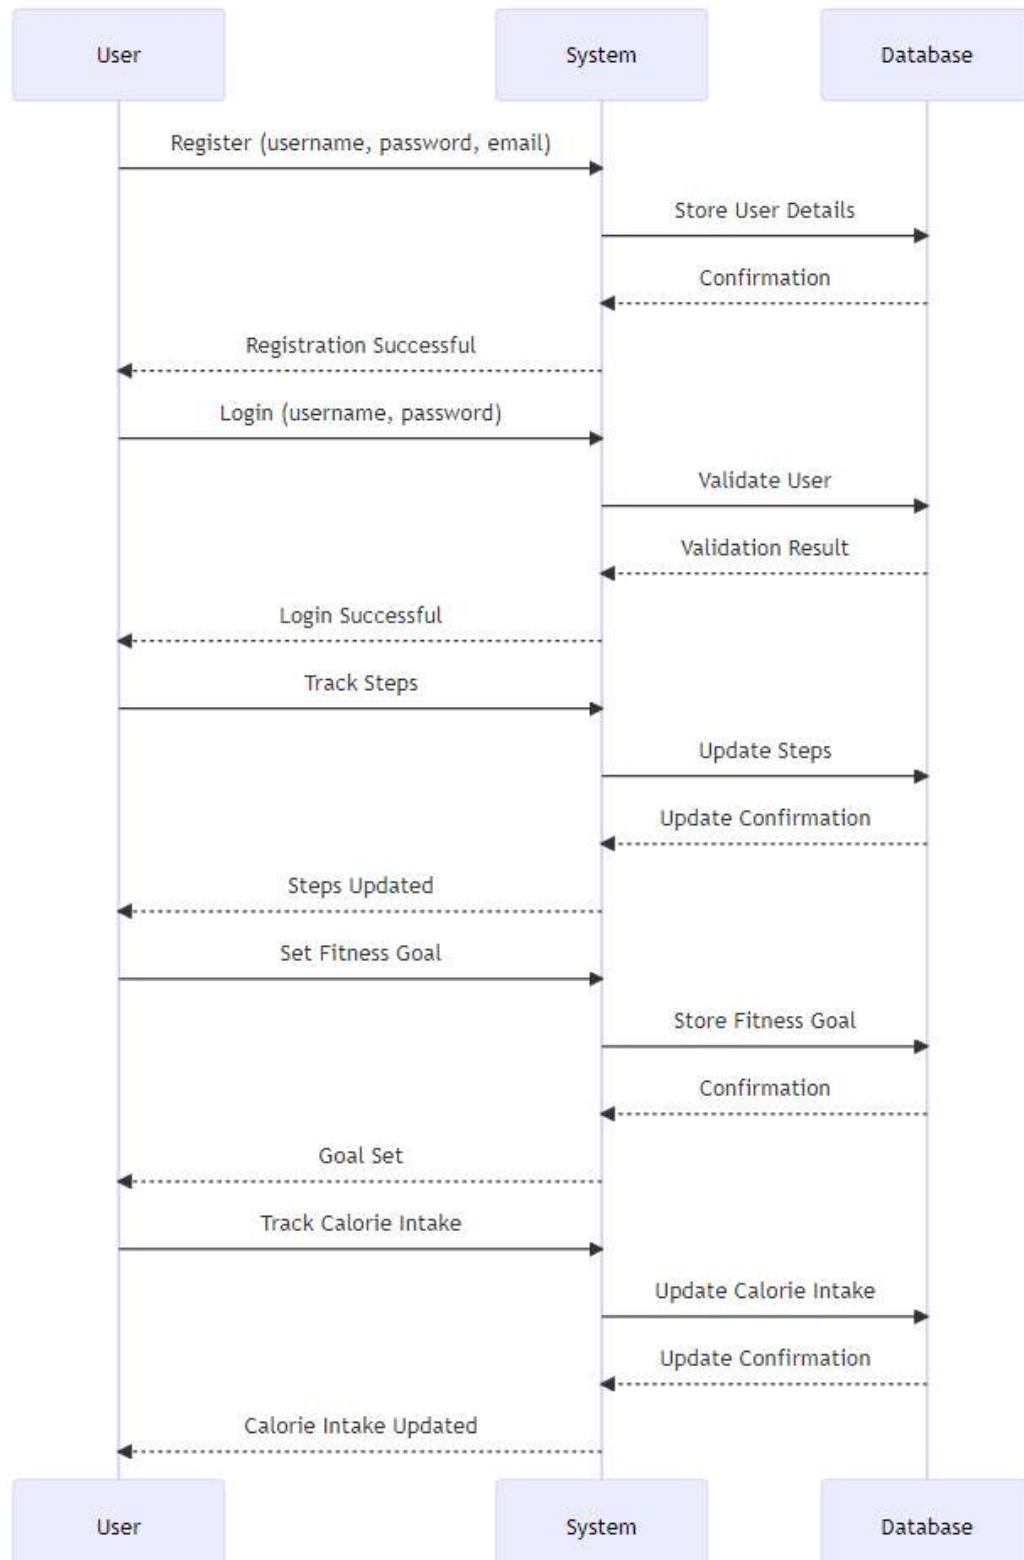 User
System
Database
Register (username, password, email)
Store User Details
Confirmation
Registration Successful
Login (username, password)
Validate User
Validation Result
Login Successful
Track Steps
Update Steps
Update Confirmation
Steps Updated
Set Fitness Goal
Store Fitness Goal
Confirmation
Goal Set
Track Calorie Intake
Update Calorie Intake
Update Confirmation
Calorie Intake Updated
User
System
Database